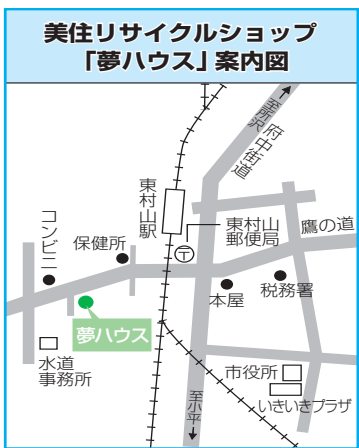 美住リサイクルショップ
「夢ハウス」案内図
至所沢
府中街道
東村山駅
東村山
郵便局
鷹の道
コンビニ
保健所
本屋
税務署
夢ハウス
水道
事務所
市役所
いきいきプラザ
至小平